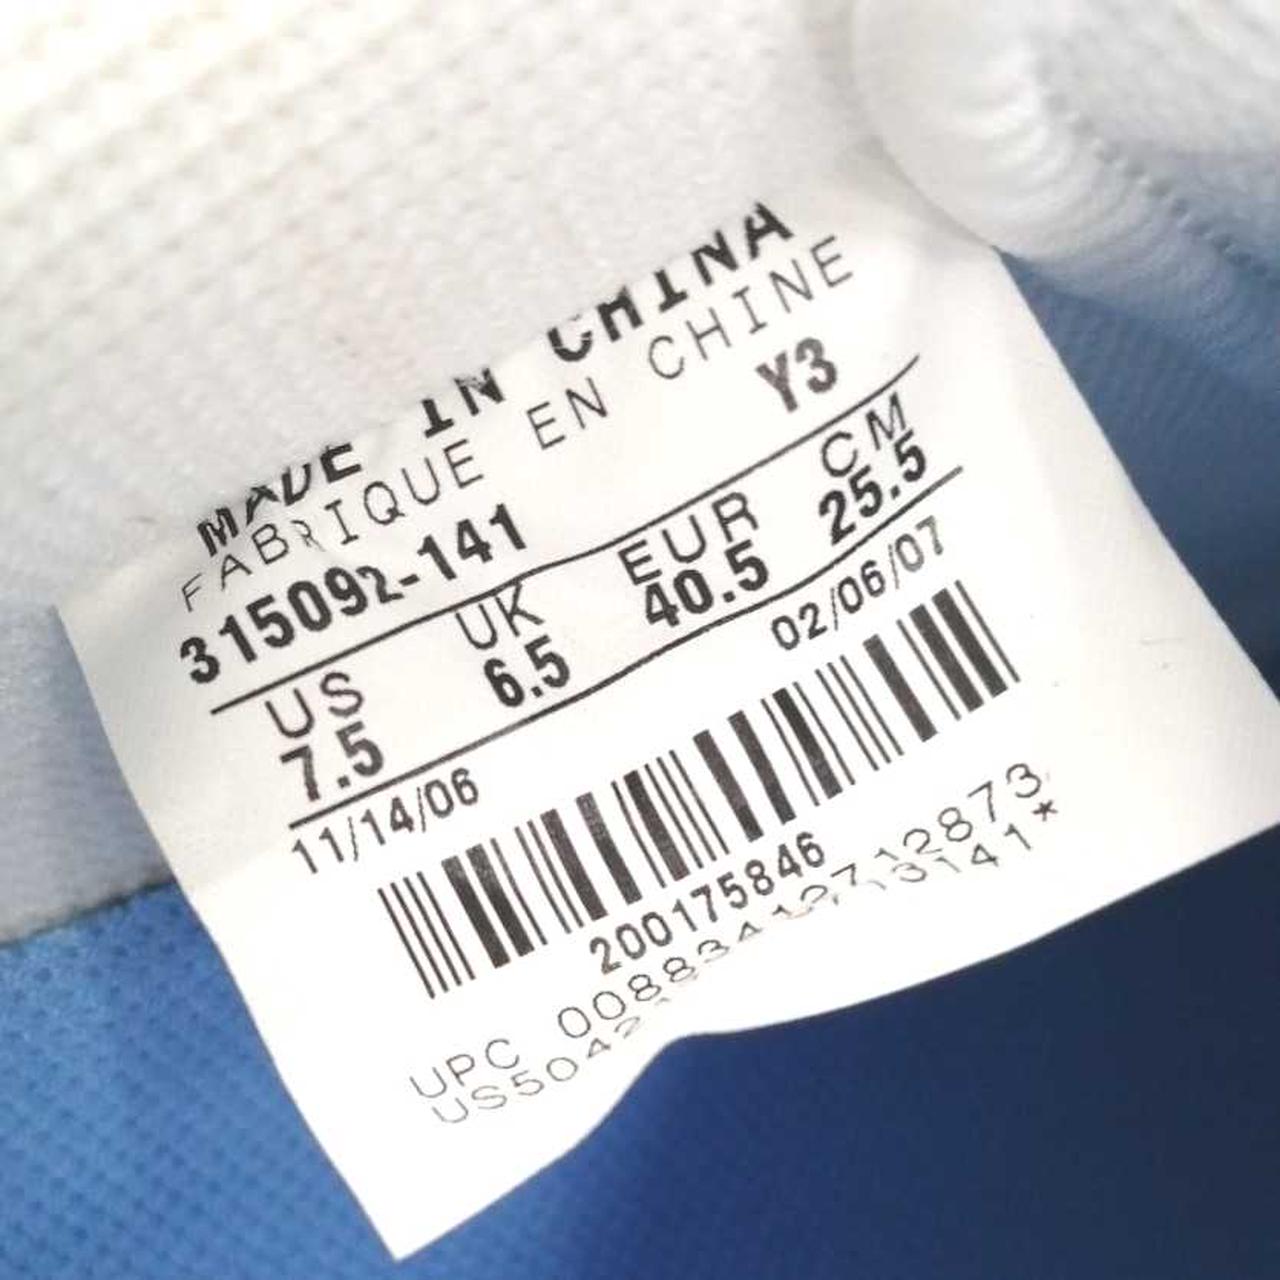 MADE IN CHINA
FABRIQUE EN CHINE
315092-141 Y3
US UK EUR CM
7.5 6.5 40.5 25.5
11/14/06 02/06/07
200175846
UPC